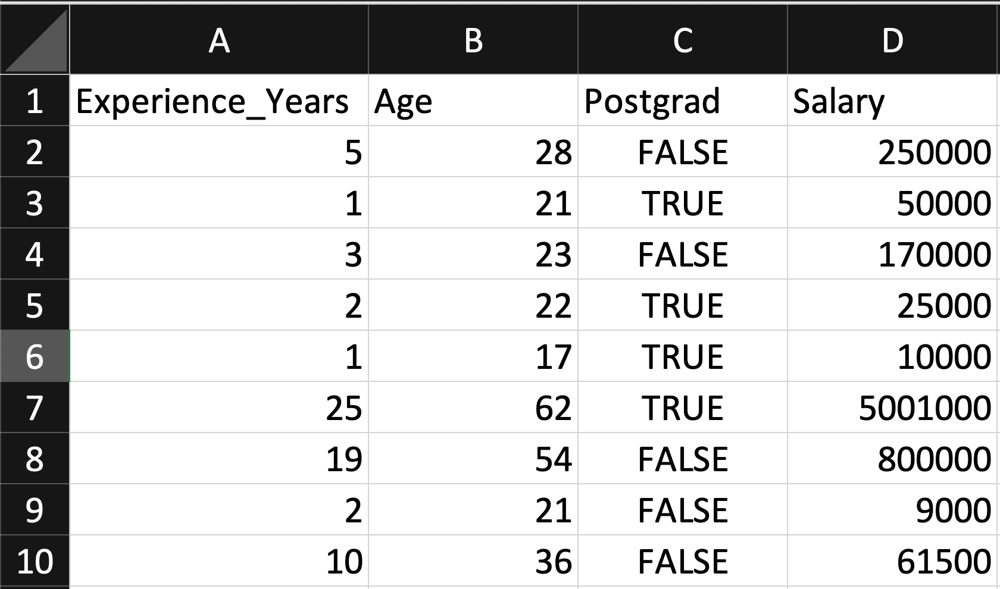 A B C D
1 Experience_Years Age Postgrad Salary
2 5 28 FALSE 250000
3 1 21 TRUE 50000
4 3 23 FALSE 170000
5 2 22 TRUE 25000
6 1 17 TRUE 10000
7 25 62 TRUE 5001000
8 19 54 FALSE 800000
9 2 21 FALSE 9000
10 10 36 FALSE 61500